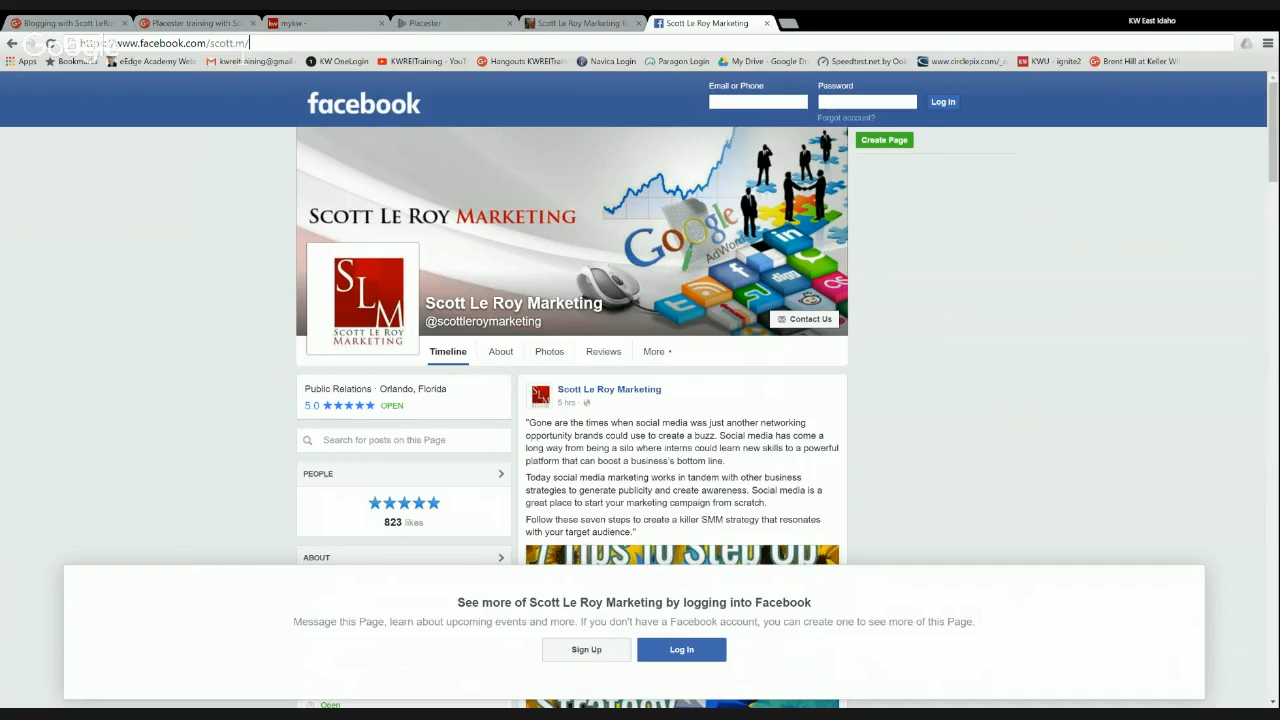 KW East Idaho
Blogging with Scott LeRo
Placester training with Sc
mykw -
Placester
Scott Le Roy Marketing
Scott Le Roy Marketing
https://www.facebook.com/scott.m/
Google
Apps
Bookmarks
eEdge Academy Web
kwreitraining@gmail
KW OneLogin
KWREITraining - YouT
Hangouts KWREITrain
Navica Login
Paragon Login
My Drive - Google Dr
Speedtest.net by Ook
www.circlepix.com/
KWU - ignite2
Brent Hill at Keller Wil
facebook
Email or Phone
Password
Log In
Forgot account?
Create Page
SCOTT LE ROY MARKETING
Google
AdWor
digg
SLM
SCOTT LE ROY
MARKETING
Scott Le Roy Marketing
@scottleroymarketing
Contact Us
Timeline
About
Photos
Reviews
More
Public Relations · Orlando, Florida
5.0 ★★★★★ OPEN
Search for posts on this Page
PEOPLE
★★★★★
823 likes
ABOUT
Scott Le Roy Marketing
5 hrs ·
"Gone are the times when social media was just another networking
opportunity brands could use to create a buzz. Social media has come a
long way from being a silo where interns could learn new skills to a powerful
platform that can boost a business's bottom line.
Today social media marketing works in tandem with other business
strategies to generate publicity and create awareness. Social media is a
great place to start your marketing campaign from scratch.
Follow these seven steps to create a killer SMM strategy that resonates
with your target audience."
7 Tips To Step Up
See more of Scott Le Roy Marketing by logging into Facebook
Message this Page, learn about upcoming events and more. If you don't have a Facebook account, you can create one to see more of this Page.
Sign Up
Log In
Open
Strategy